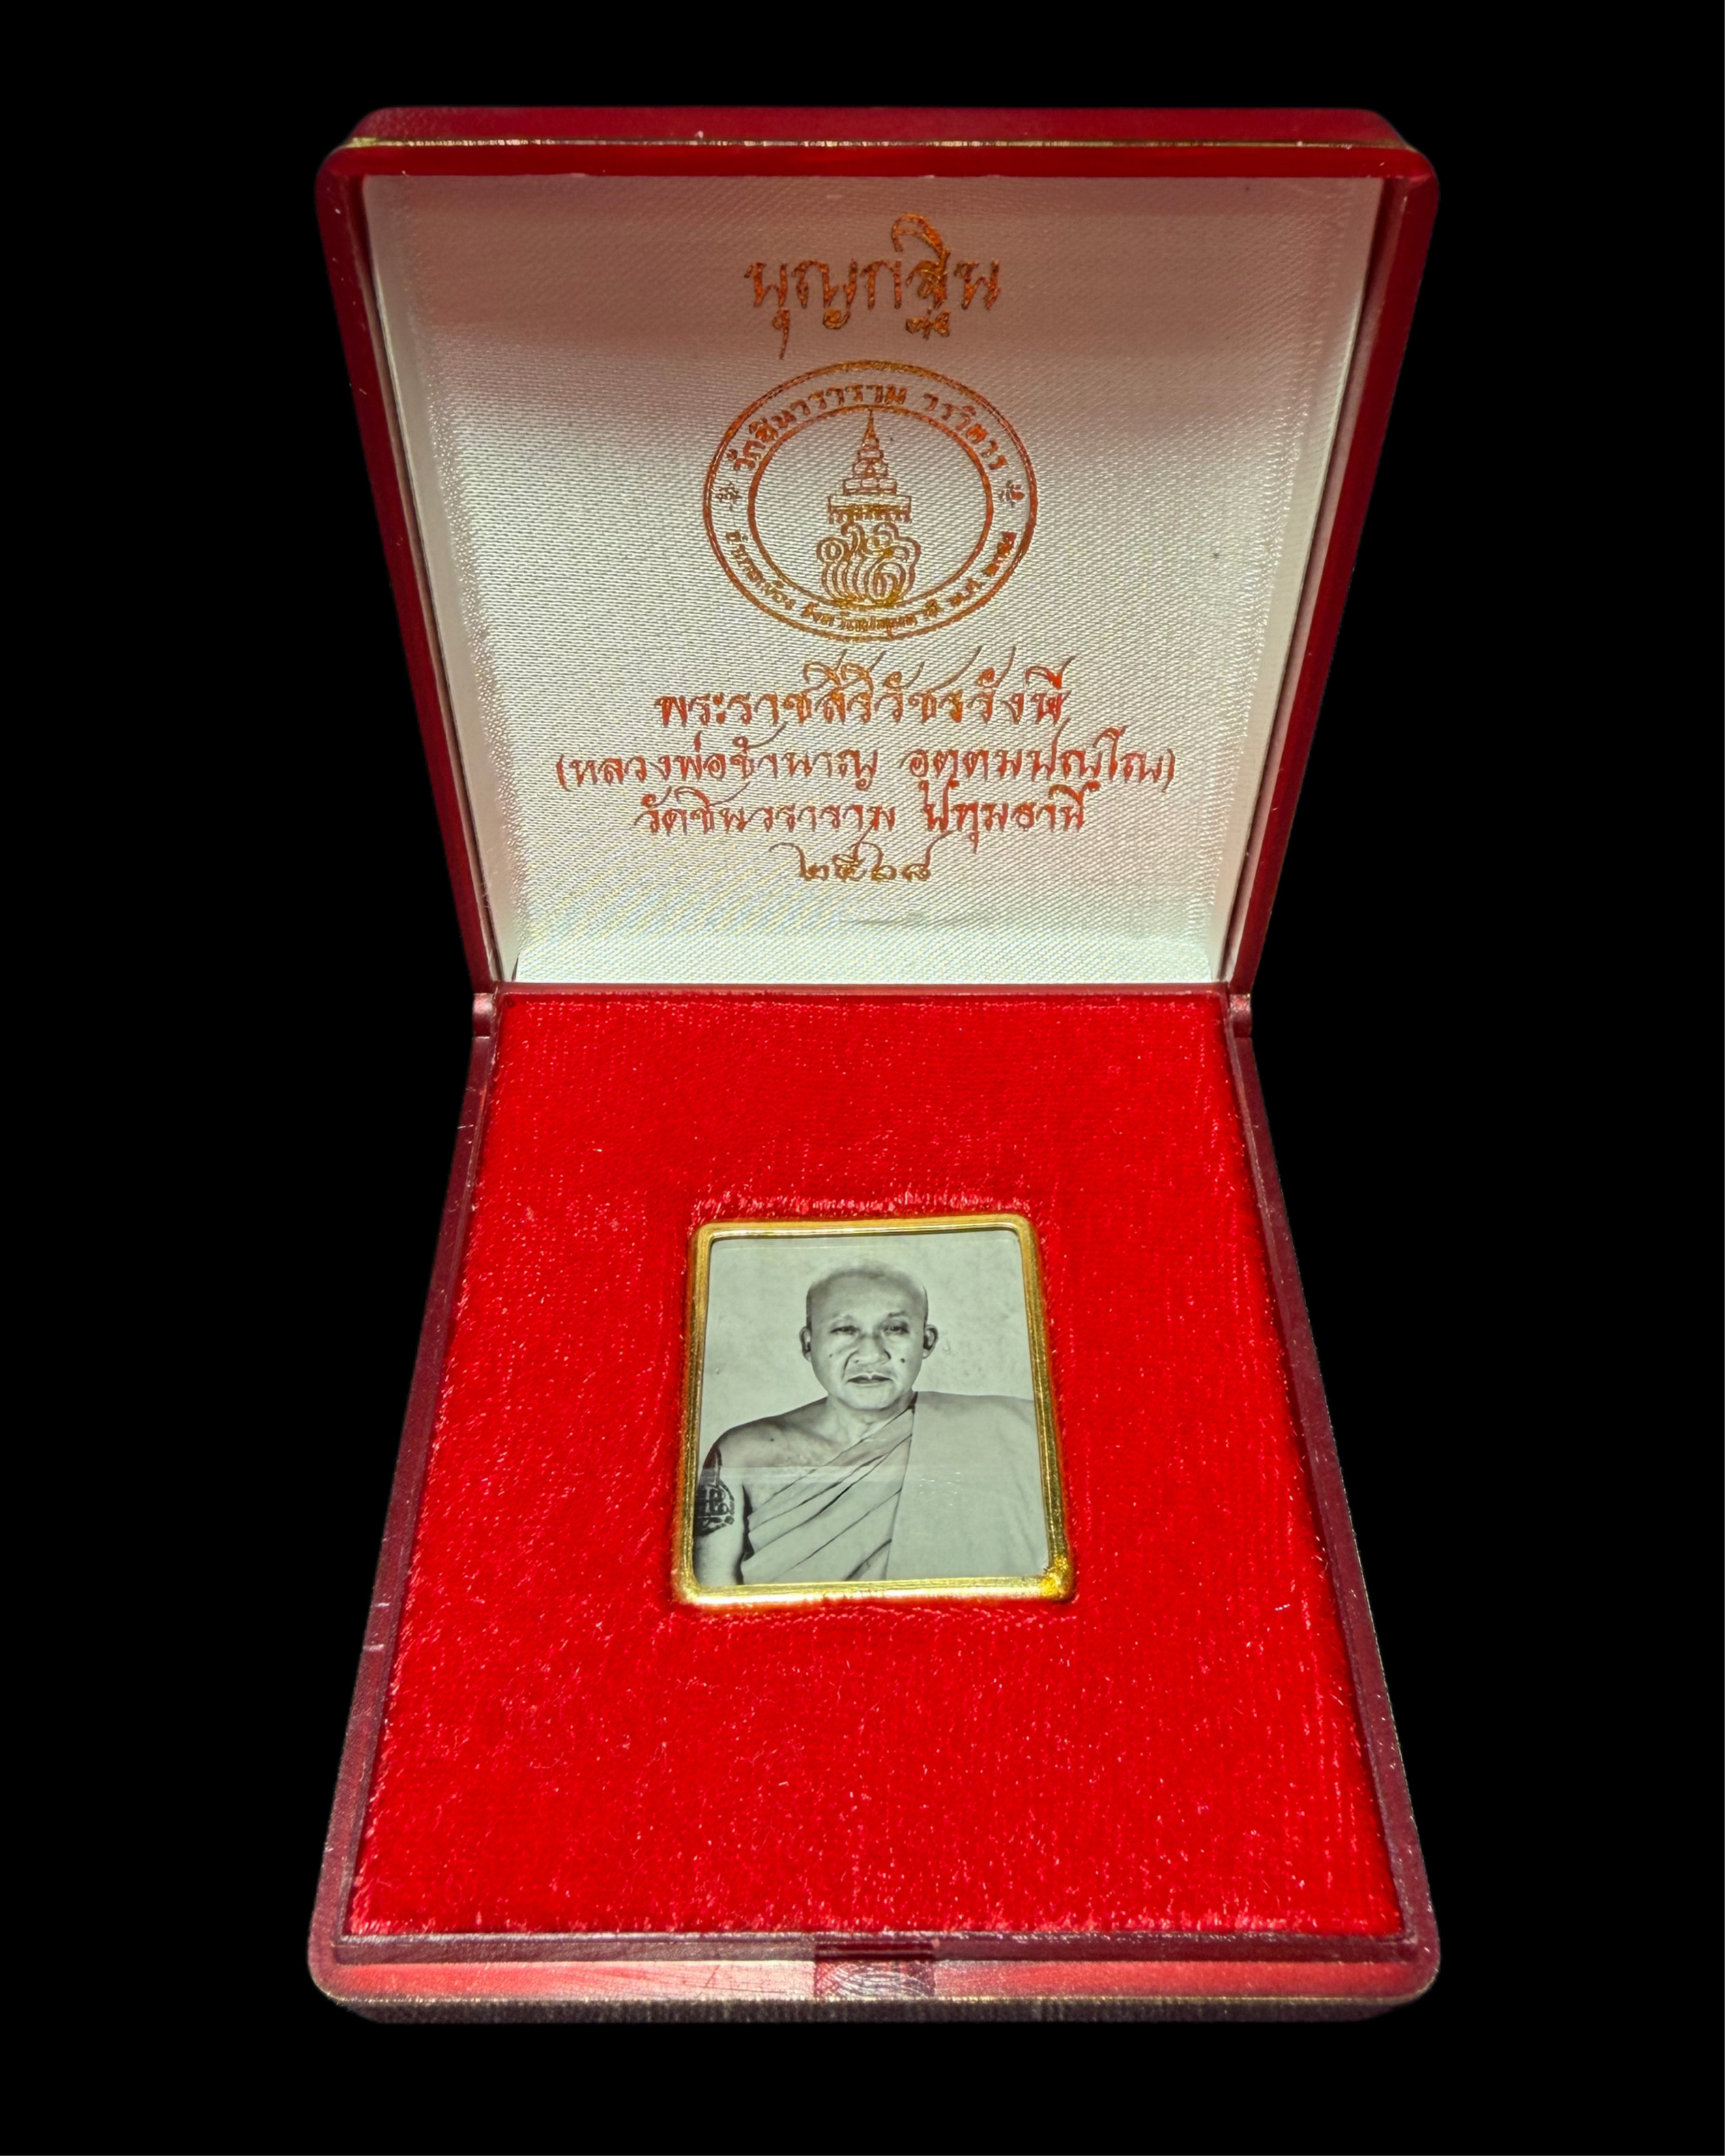 บุญกฐิน
วัดชินวราราม วรวิหาร
พระราชสิริวัชรรังษี
(หลวงพ่อชำนาญ อุตฺตมปญฺโญ)
วัดชินวราราม ปทุมธานี
๒๕๖๘